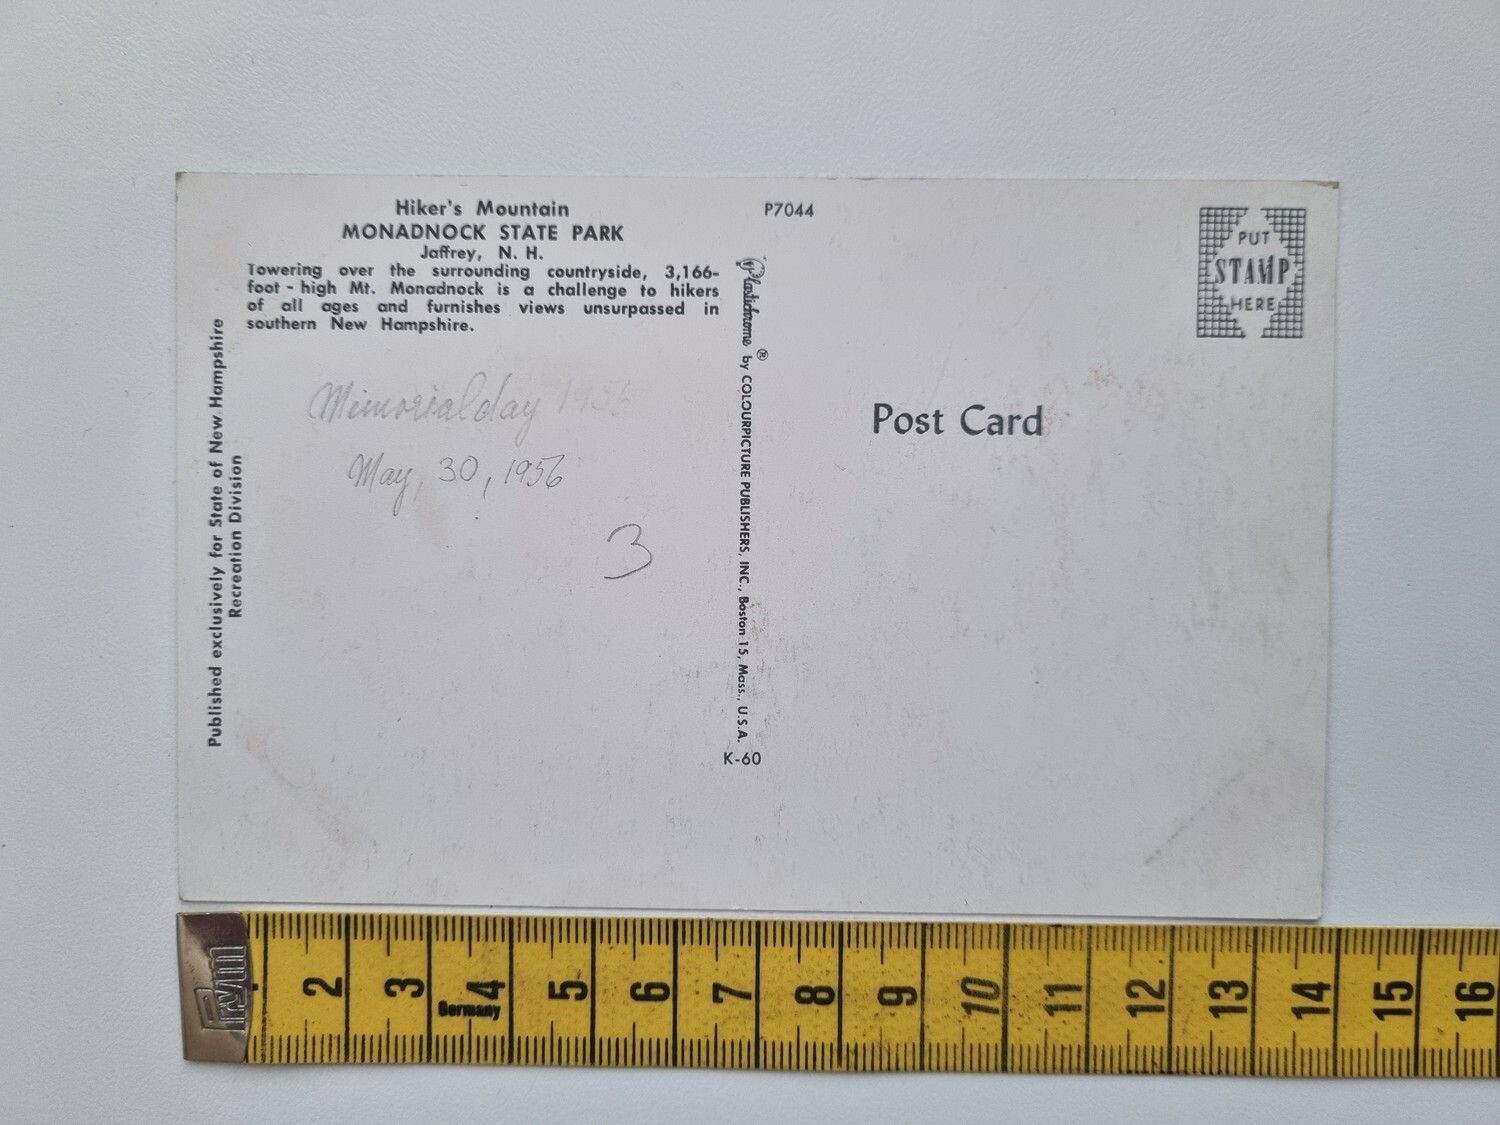 Hiker's Mountain
MONADNOCK STATE PARK
Jaffrey, N. H.
Towering over the surrounding countryside, 3,166-
foot - high Mt. Monadnock is a challenge to hikers
of all ages and furnishes views unsurpassed in
southern New Hampshire.
Published exclusively for State of New Hampshire
Recreation Division
Mimorial day 1956
May, 30, 1956
3
P7044
Plastichrome ® by COLOURPICTURE PUBLISHERS, INC., Boston 15, Mass., U.S.A.
K-60
PUT
STAMP
HERE
Post Card
Prym
2 3 4 5 6 7 8 9 10 11 12 13 14 15 16
Germany